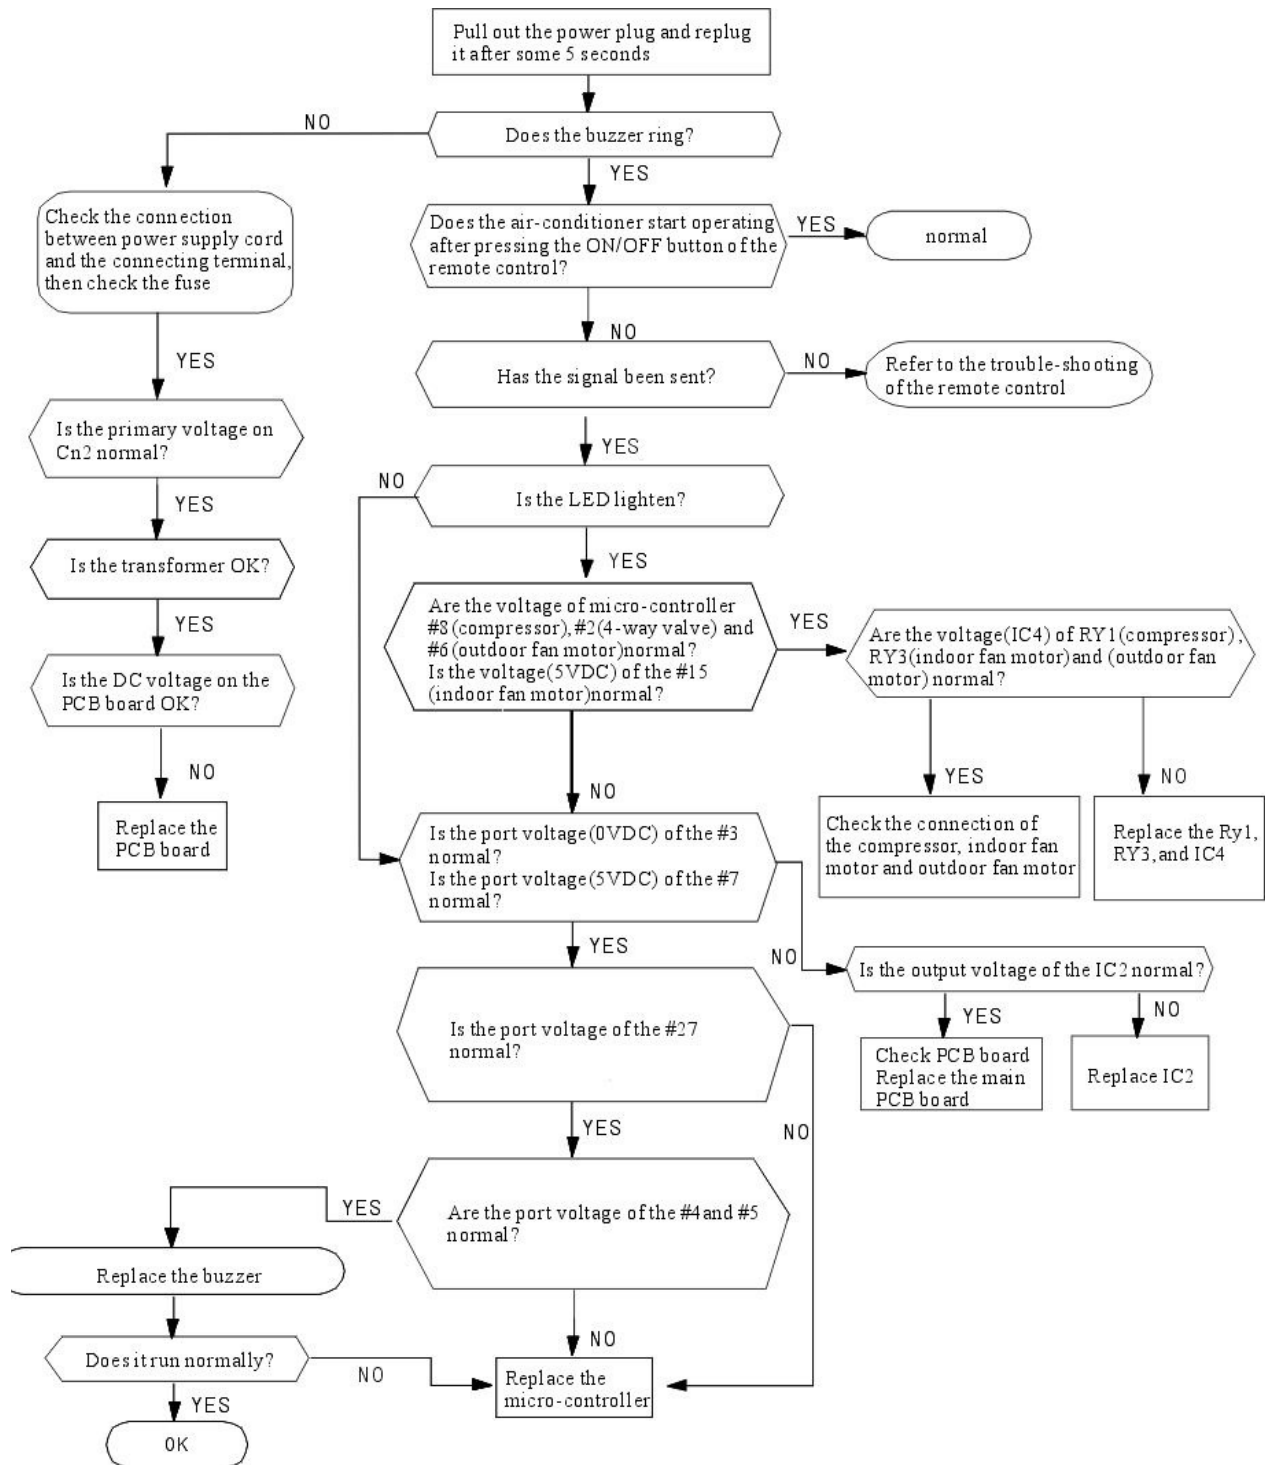 Pull out the power plug and replug
it after some 5 seconds
NO
Does the buzzer ring?
YES
Check the connection
between power supply cord
and the connecting terminal,
then check the fuse
Does the air-conditioner start operating
after pressing the ON/OFF button of the
remote control?
YES
normal
NO
YES
Has the signal been sent?
NO
Refer to the trouble-shooting
of the remote control
Is the primary voltage on
Cn2 normal?
YES
NO
Is the LED lighten?
YES
Is the transformer OK?
YES
YES
Are the voltage of micro-controller
#8(compressor),#2(4-way valve) and
#6(outdoor fan motor)normal?
Is the voltage(5VDC) of the #15
(indoor fan motor)normal?
YES
Are the voltage(IC4) of RY1(compressor),
RY3(indoor fan motor)and (outdoor fan
motor) normal?
Is the DC voltage on the
PCB board OK?
NO
NO
YES
NO
Replace the
PCB board
Is the port voltage(0VDC) of the #3
normal?
Is the port voltage(5VDC) of the #7
normal?
Check the connection of
the compressor, indoor fan
motor and outdoor fan motor
Replace the Ry1,
RY3,and IC4
YES
NO
Is the output voltage of the IC2 normal?
Is the port voltage of the #27
normal?
YES
NO
Check PCB board
Replace the main
PCB board
Replace IC2
YES
NO
YES
Are the port voltage of the #4and #5
normal?
Replace the buzzer
NO
Does it run normally?
NO
Replace the
micro-controller
YES
OK